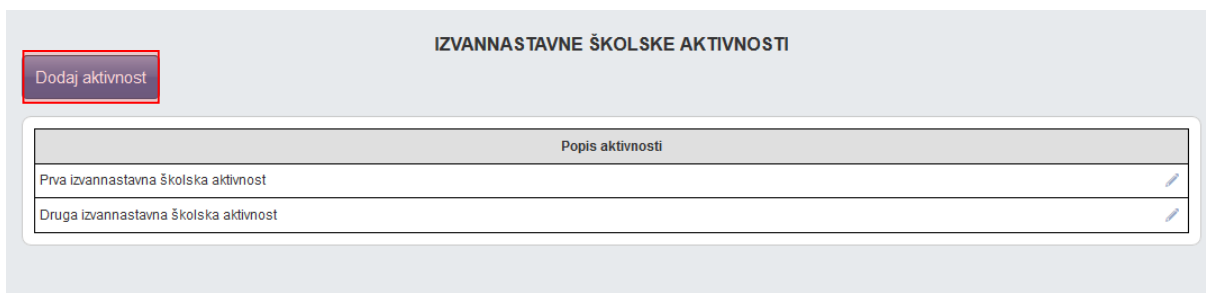 IZVANNASTAVNE ŠKOLSKE AKTIVNOSTI
Dodaj aktivnost
Popis aktivnosti
Prva izvannastavna školska aktivnost
Druga izvannastavna školska aktivnost